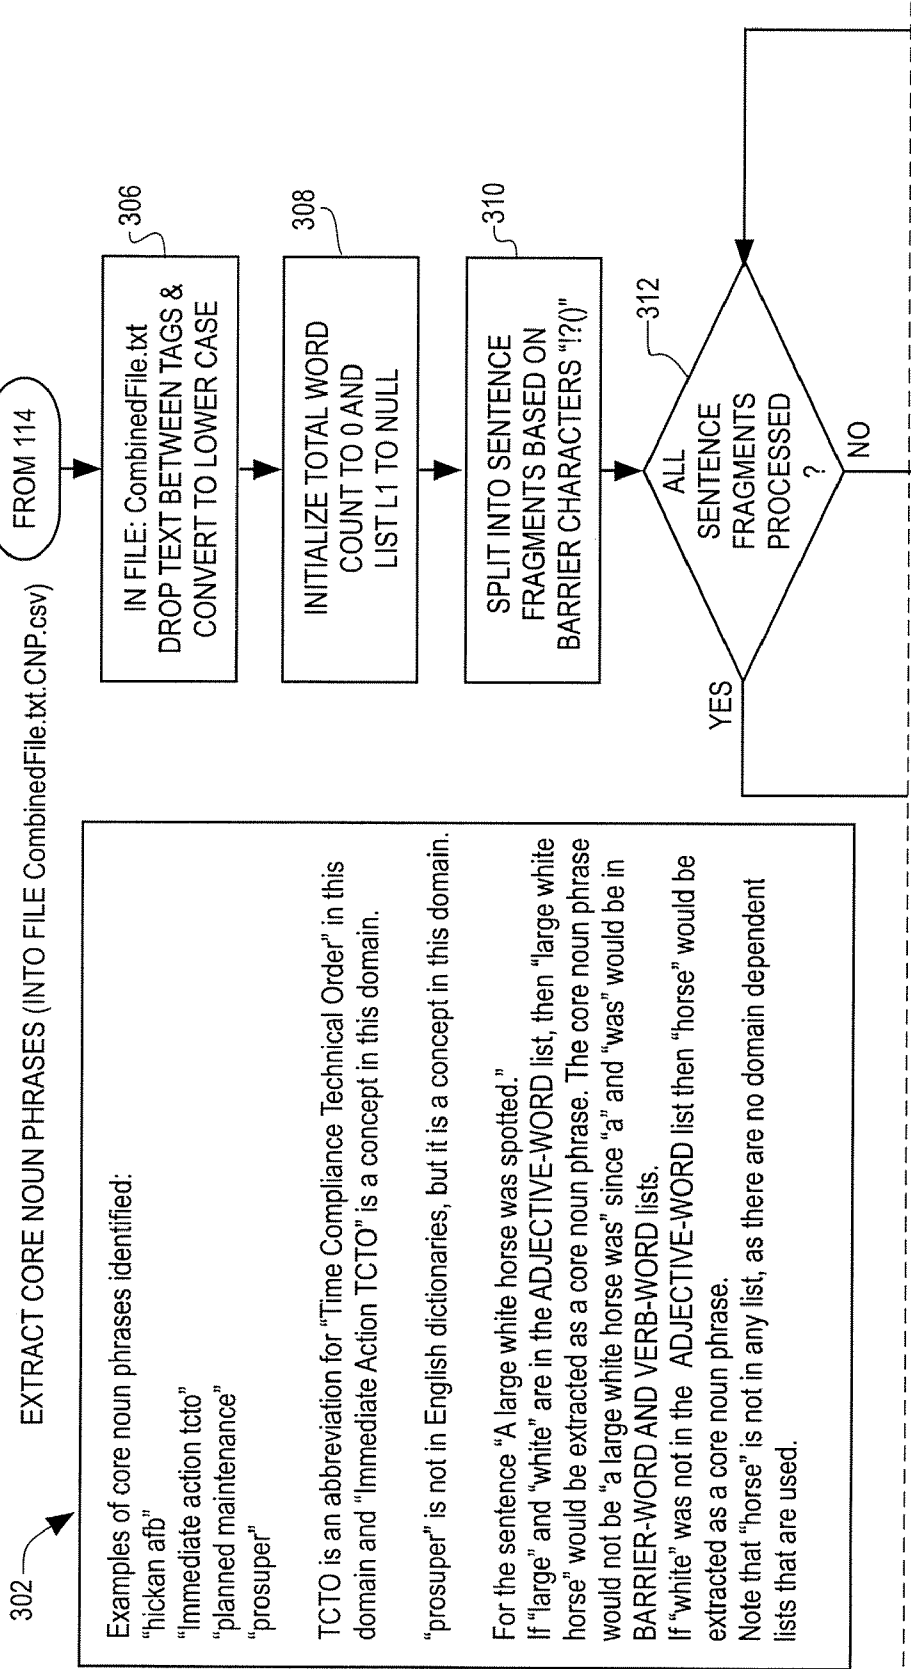 302
EXTRACT CORE NOUN PHRASES (INTO FILE CombinedFile.txt.CNP.csv)
Examples of core noun phrases identified:
“hickan afb”
“Immediate action tcto”
“planned maintenance”
“prosuper”
TCTO is an abbreviation for “Time Compliance Technical Order” in this
domain and “Immediate Action TCTO” is a concept in this domain.
“prosuper” is not in English dictionaries, but it is a concept in this domain.
For the sentence “A large white horse was spotted.”
If “large” and “white” are in the ADJECTIVE-WORD list, then “large white
horse” would be extracted as a core noun phrase. The core noun phrase
would not be “a large white horse was” since “a” and “was” would be in
BARRIER-WORD AND VERB-WORD lists.
If “white” was not in the ADJECTIVE-WORD list then “horse” would be
extracted as a core noun phrase.
Note that “horse” is not in any list, as there are no domain dependent
lists that are used.
FROM 114
IN FILE: CombinedFile.txt
DROP TEXT BETWEEN TAGS &
CONVERT TO LOWER CASE
306
INITIALIZE TOTAL WORD
COUNT TO 0 AND
LIST L1 TO NULL
308
SPLIT INTO SENTENCE
FRAGMENTS BASED ON
BARRIER CHARACTERS "!?()"
310
ALL
SENTENCE
FRAGMENTS
PROCESSED
?
312
YES
NO